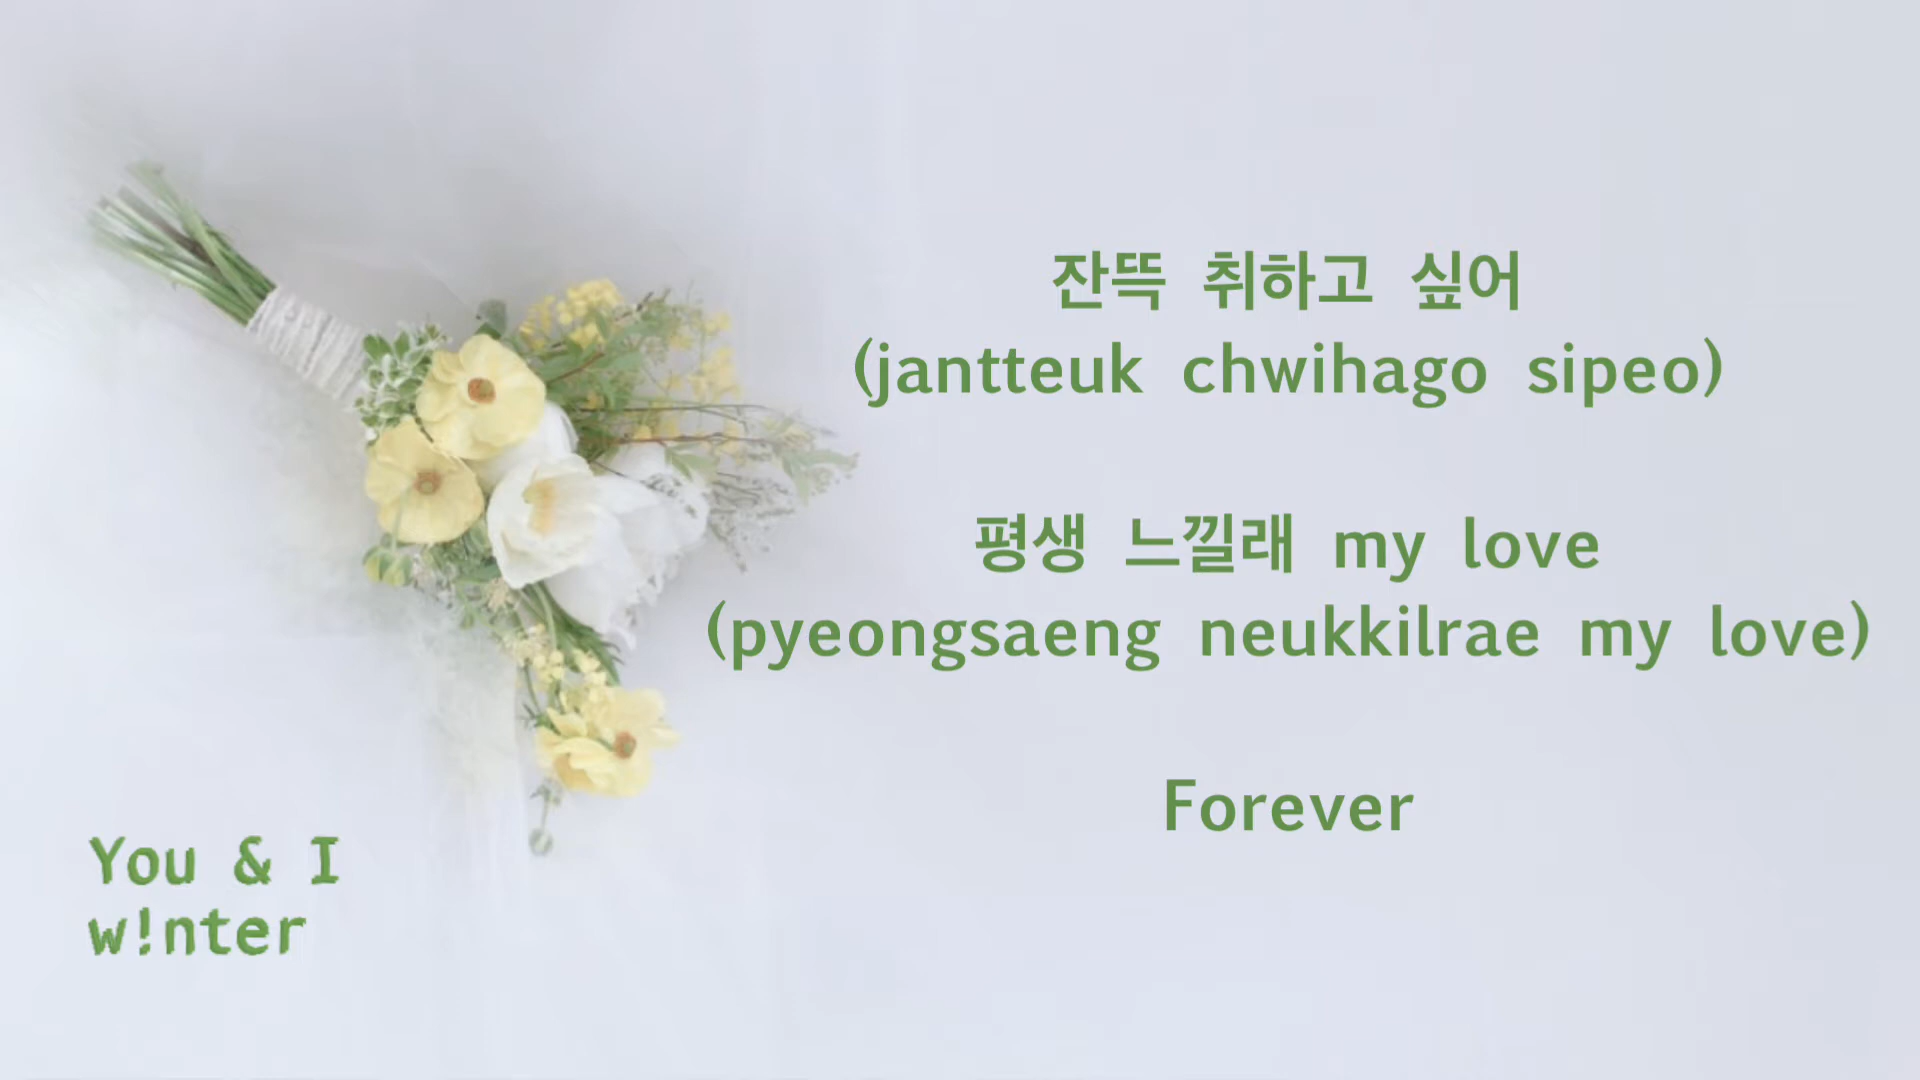 잔뜩 취하고 싶어
(jantteuk chwihago sipeo)
평생 느낄래 my love
(pyeongsaeng neukkilrae my love)
Forever
You & I
w!nter